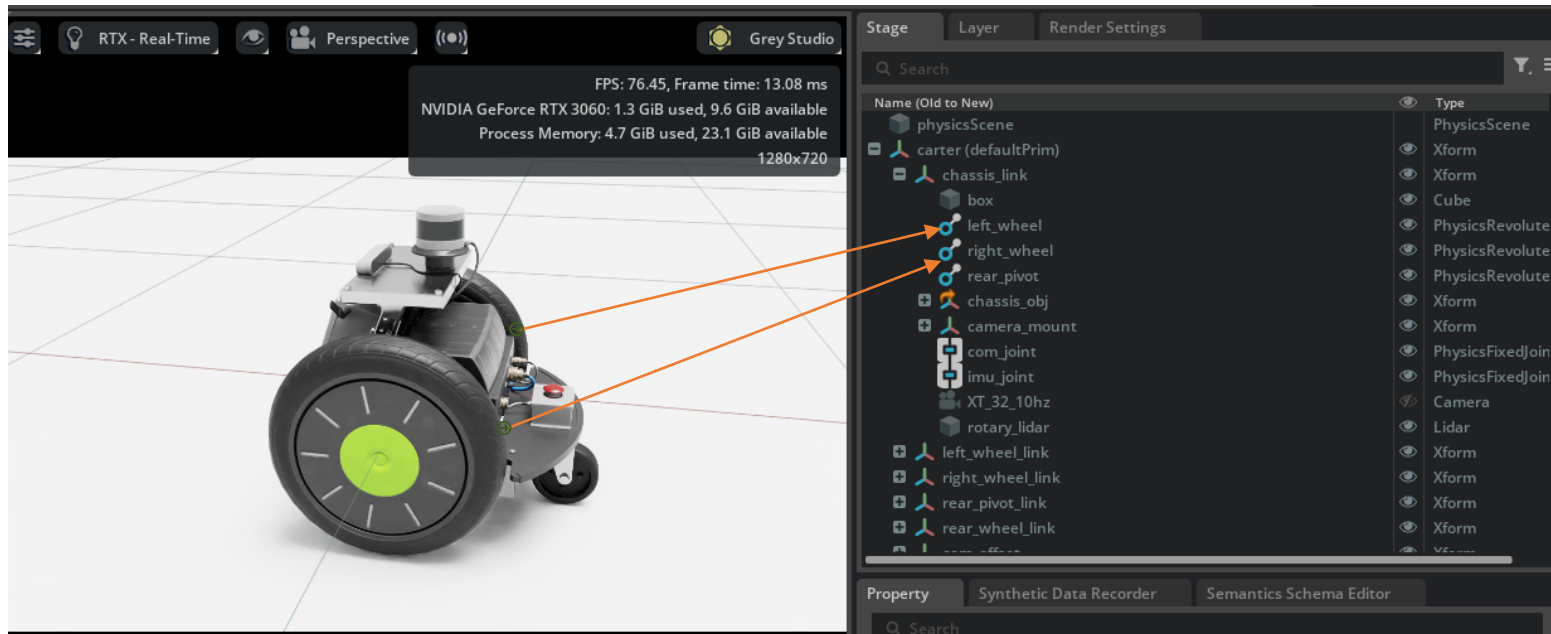 RTX - Real-Time
Perspective
Grey Studio
FPS: 76.45, Frame time: 13.08 ms
NVIDIA GeForce RTX 3060: 1.3 GiB used, 9.6 GiB available
Process Memory: 4.7 GiB used, 23.1 GiB available
1280x720
Stage Layer Render Settings
Search
Name (Old to New) Type
physicsScene PhysicsScene
carter (defaultPrim) Xform
chassis_link Xform
box Cube
left_wheel PhysicsRevolute
right_wheel PhysicsRevolute
rear_pivot PhysicsRevolute
chassis_obj Xform
camera_mount Xform
com_joint PhysicsFixedJoin
imu_joint PhysicsFixedJoin
XT_32_10hz Camera
rotary_lidar Lidar
left_wheel_link Xform
right_wheel_link Xform
rear_pivot_link Xform
rear_wheel_link Xform
Property Synthetic Data Recorder Semantics Schema Editor
Search